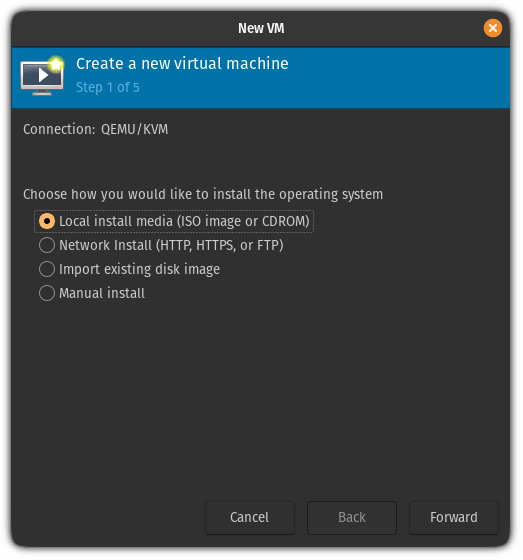 New VM
Create a new virtual machine
Step 1 of 5
Connection: QEMU/KVM
Choose how you would like to install the operating system
Local install media (ISO image or CDROM)
Network Install (HTTP, HTTPS, or FTP)
Import existing disk image
Manual install
Cancel Back Forward